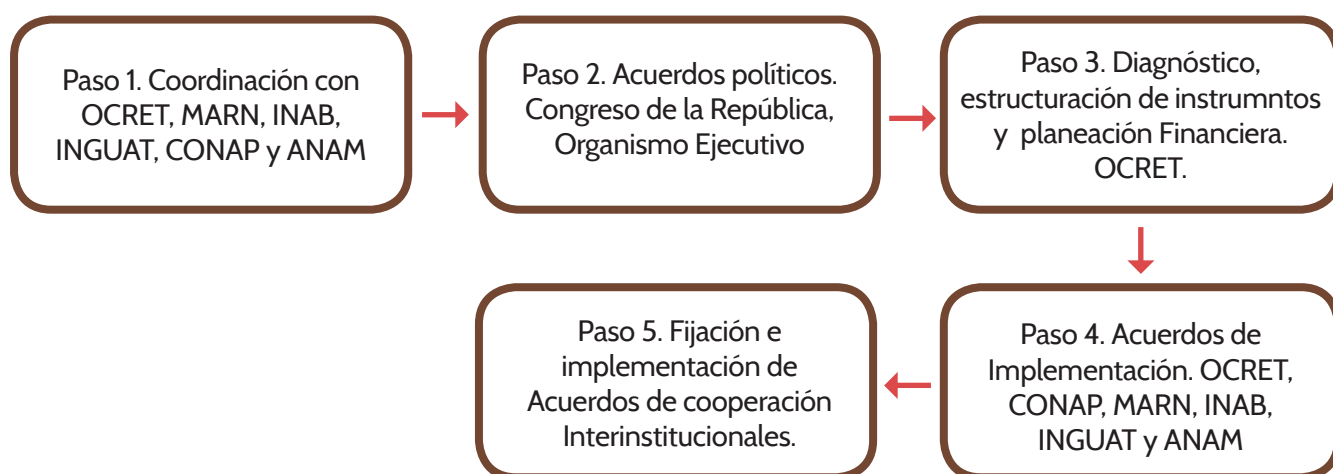 Paso 1. Coordinación con
OCRET, MARN, INAB,
INGUAT, CONAP y ANAM
Paso 2. Acuerdos políticos.
Congreso de la República,
Organismo Ejecutivo
Paso 3. Diagnóstico,
estructuración de instrumntos
y planeación Financiera.
OCRET.
Paso 4. Acuerdos de
Implementación. OCRET,
CONAP, MARN, INAB,
INGUAT y ANAM
Paso 5. Fijación e
implementación de
Acuerdos de cooperación
Interinstitucionales.